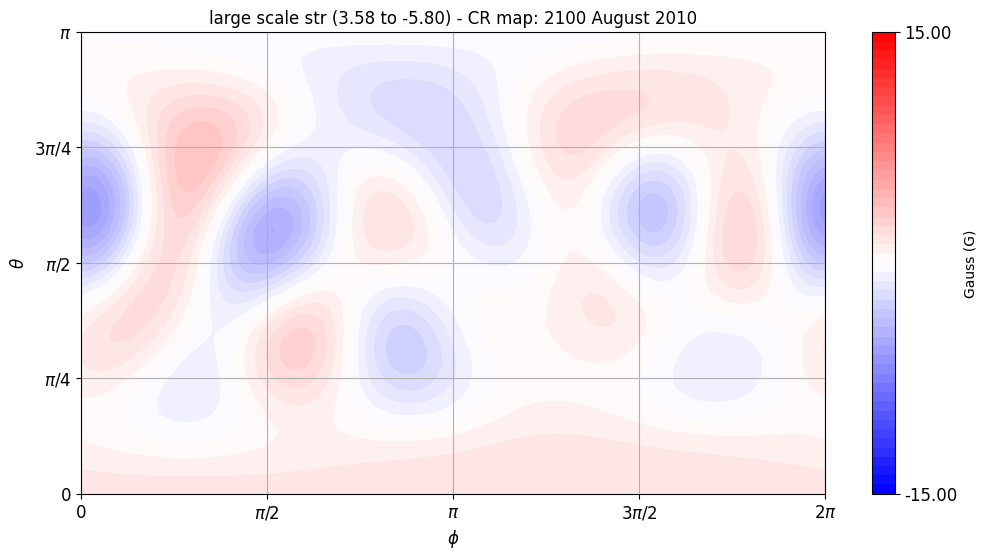 large scale str (3.58 to -5.80) - CR map: 2100 August 2010
π
3π/4
π/2
π/4
0
θ
0
π/2
π
3π/2
2π
ϕ
15.00
-15.00
Gauss (G)